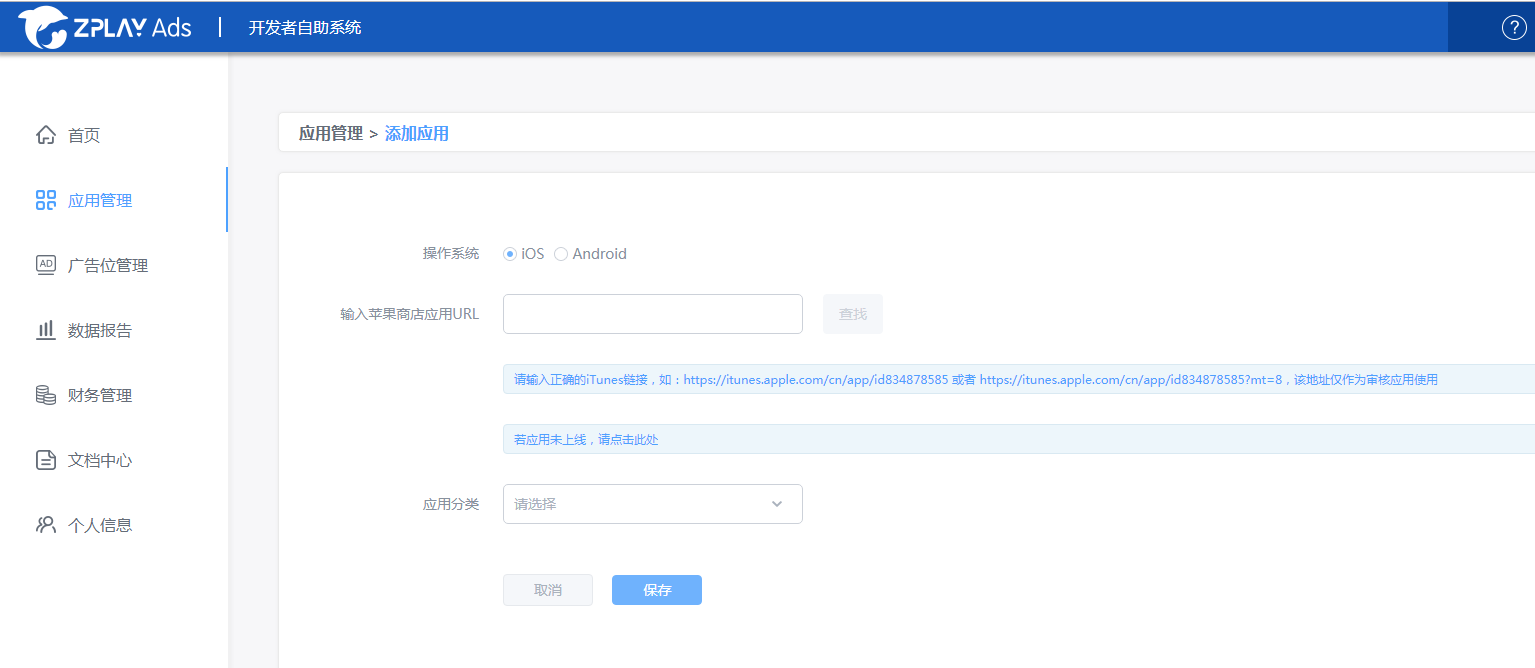 ZPLAY Ads | 开发者自助系统
?
首页
应用管理
AD 广告位管理
数据报告
财务管理
文档中心
个人信息
应用管理 > 添加应用
操作系统 iOS Android
输入苹果商店应用URL 查找
请输入正确的iTunes链接，如：https://itunes.apple.com/cn/app/id834878585 或者 https://itunes.apple.com/cn/app/id834878585?mt=8，该地址仅作为审核应用使用
若应用未上线，请点击此处
应用分类 请选择
取消 保存